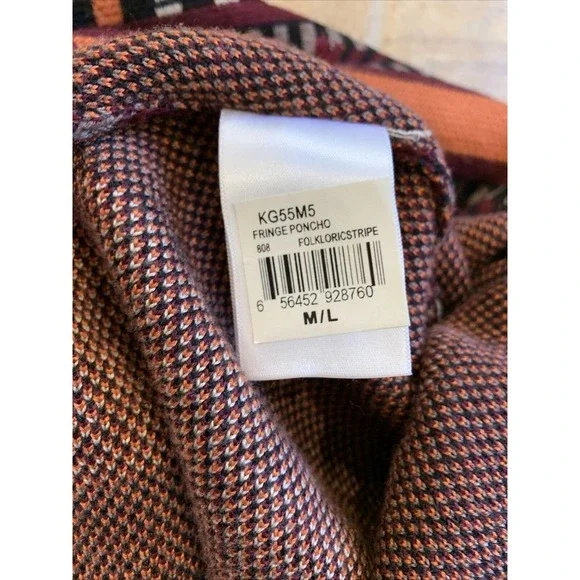 KG55M5
FRINGE PONCHO
808 FOLKLORICSTRIPE
6 56452 928760
M/L